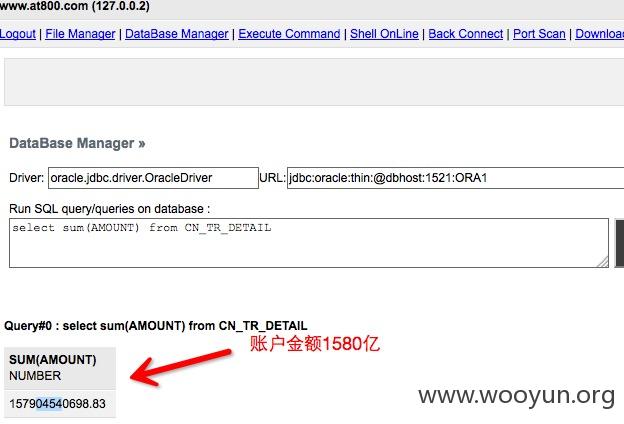 www.at800.com (127.0.0.2)
Logout | File Manager | DataBase Manager | Execute Command | Shell OnLine | Back Connect | Port Scan | Downloa
DataBase Manager »
Driver: oracle.jdbc.driver.OracleDriver URL: jdbc:oracle:thin:@dbhost:1521:ORA1
Run SQL query/queries on database :
select sum(AMOUNT) from CN_TR_DETAIL
Query#0 : select sum(AMOUNT) from CN_TR_DETAIL
账户金额1580亿
SUM(AMOUNT)
NUMBER
157904540698.83
www.wooyun.org